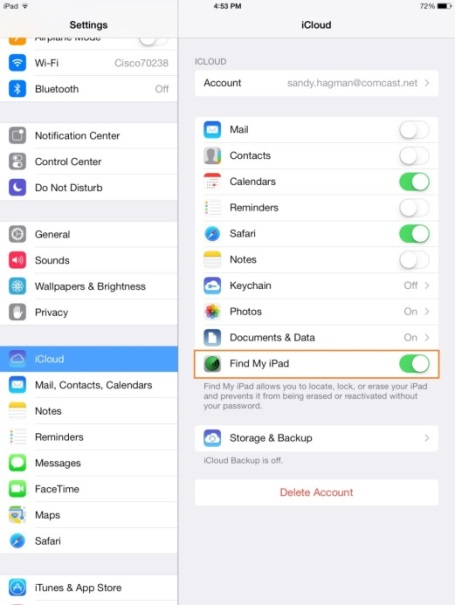 iPad
4:53 PM
72%
Settings
Airplane Mode
Wi-Fi
Cisco70238
Bluetooth
Off
Notification Center
Control Center
Do Not Disturb
General
Sounds
Wallpapers & Brightness
Privacy
iCloud
Mail, Contacts, Calendars
Notes
Reminders
Messages
FaceTime
Maps
Safari
iTunes & App Store
iCloud
ICLOUD
Account
sandy.hagman@comcast.net
Mail
Contacts
Calendars
Reminders
Safari
Notes
Keychain
Off
Photos
On
Documents & Data
On
Find My iPad
Find My iPad allows you to locate, lock, or erase your iPad
and prevents it from being erased or reactivated without
your password.
Storage & Backup
iCloud Backup is off.
Delete Account